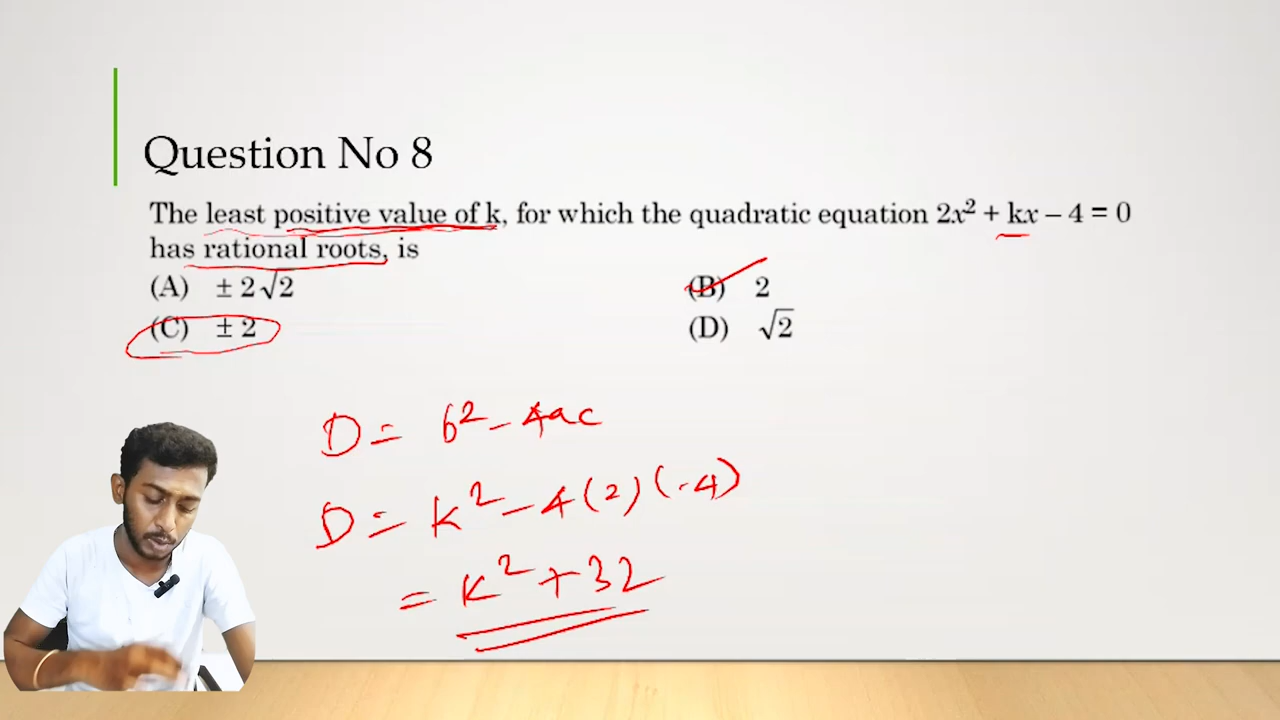 Question No 8
The least positive value of k, for which the quadratic equation 2x² + kx – 4 = 0
has rational roots, is
(A) ± 2√2
(B) 2
(C) ± 2
(D) √2
D = b² - 4ac
D = k² - 4(2)(-4)
= k² + 32